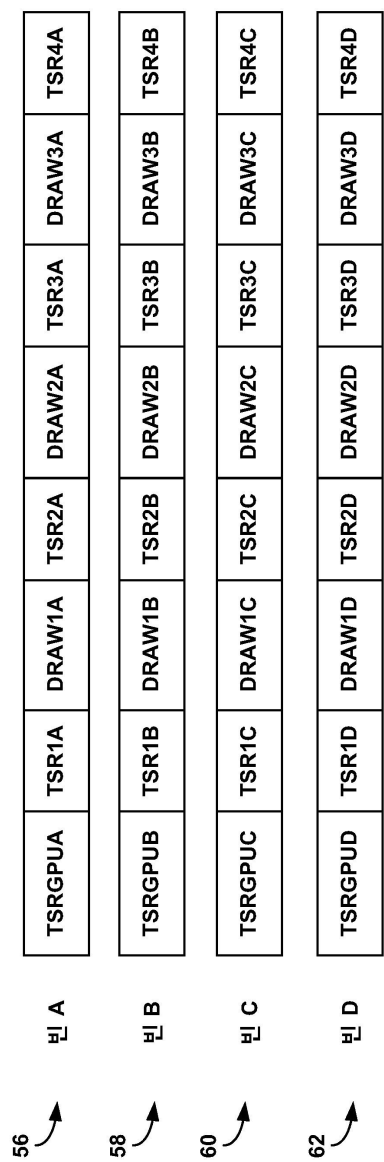 56 빈 A TSRGPUA TSR1A DRAW1A TSR2A DRAW2A TSR3A DRAW3A TSR4A
58 빈 B TSRGPUB TSR1B DRAW1B TSR2B DRAW2B TSR3B DRAW3B TSR4B
60 빈 C TSRGPUC TSR1C DRAW1C TSR2C DRAW2C TSR3C DRAW3C TSR4C
62 빈 D TSRGPUD TSR1D DRAW1D TSR2D DRAW2D TSR3D DRAW3D TSR4D